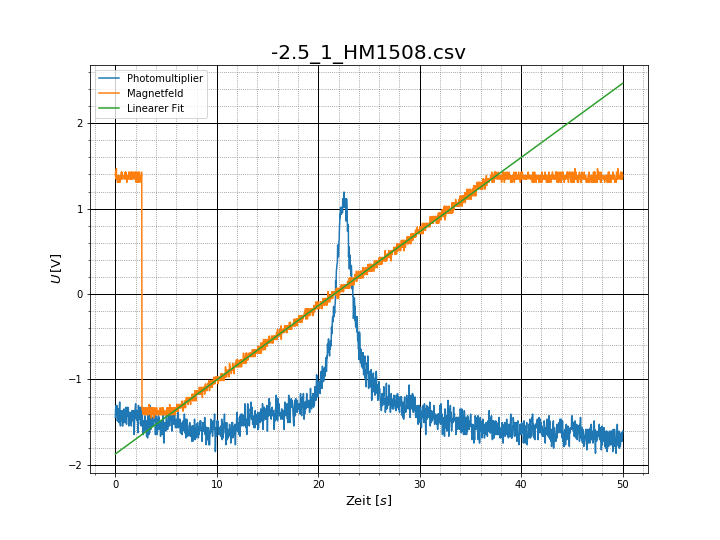 -2.5_1_HM1508.csv
Photomultiplier
Magnetfeld
Linearer Fit
U [V]
2
1
0
−1
−2
0 10 20 30 40 50
Zeit [s]